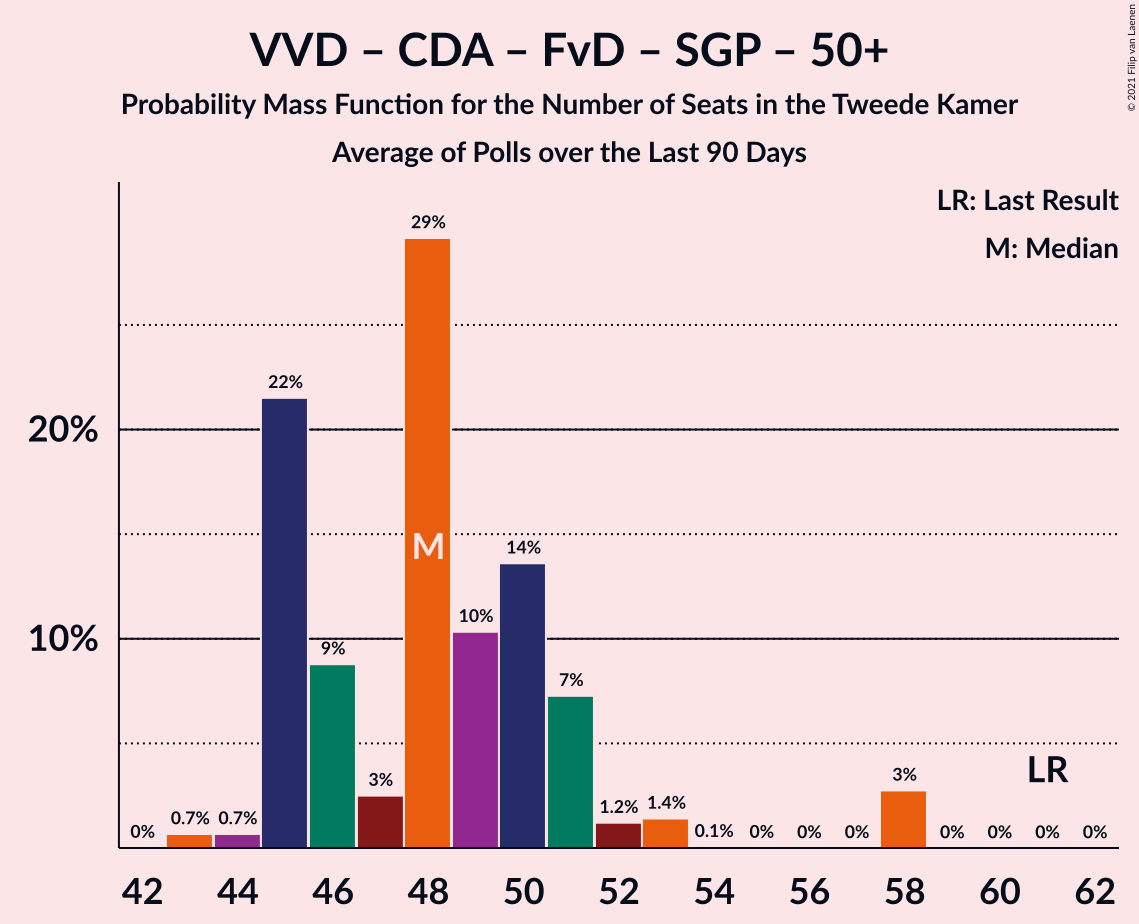 VVD – CDA – FvD – SGP – 50+
Probability Mass Function for the Number of Seats in the Tweede Kamer
Average of Polls over the Last 90 Days
© 2021 Filip van Laenen
LR: Last Result
M: Median
20%
10%
0%
0.7%
0.7%
22%
9%
3%
29%
M
10%
14%
7%
1.2%
1.4%
0.1%
0%
0%
0%
3%
0%
0%
LR
0%
0%
42 44 46 48 50 52 54 56 58 60 62